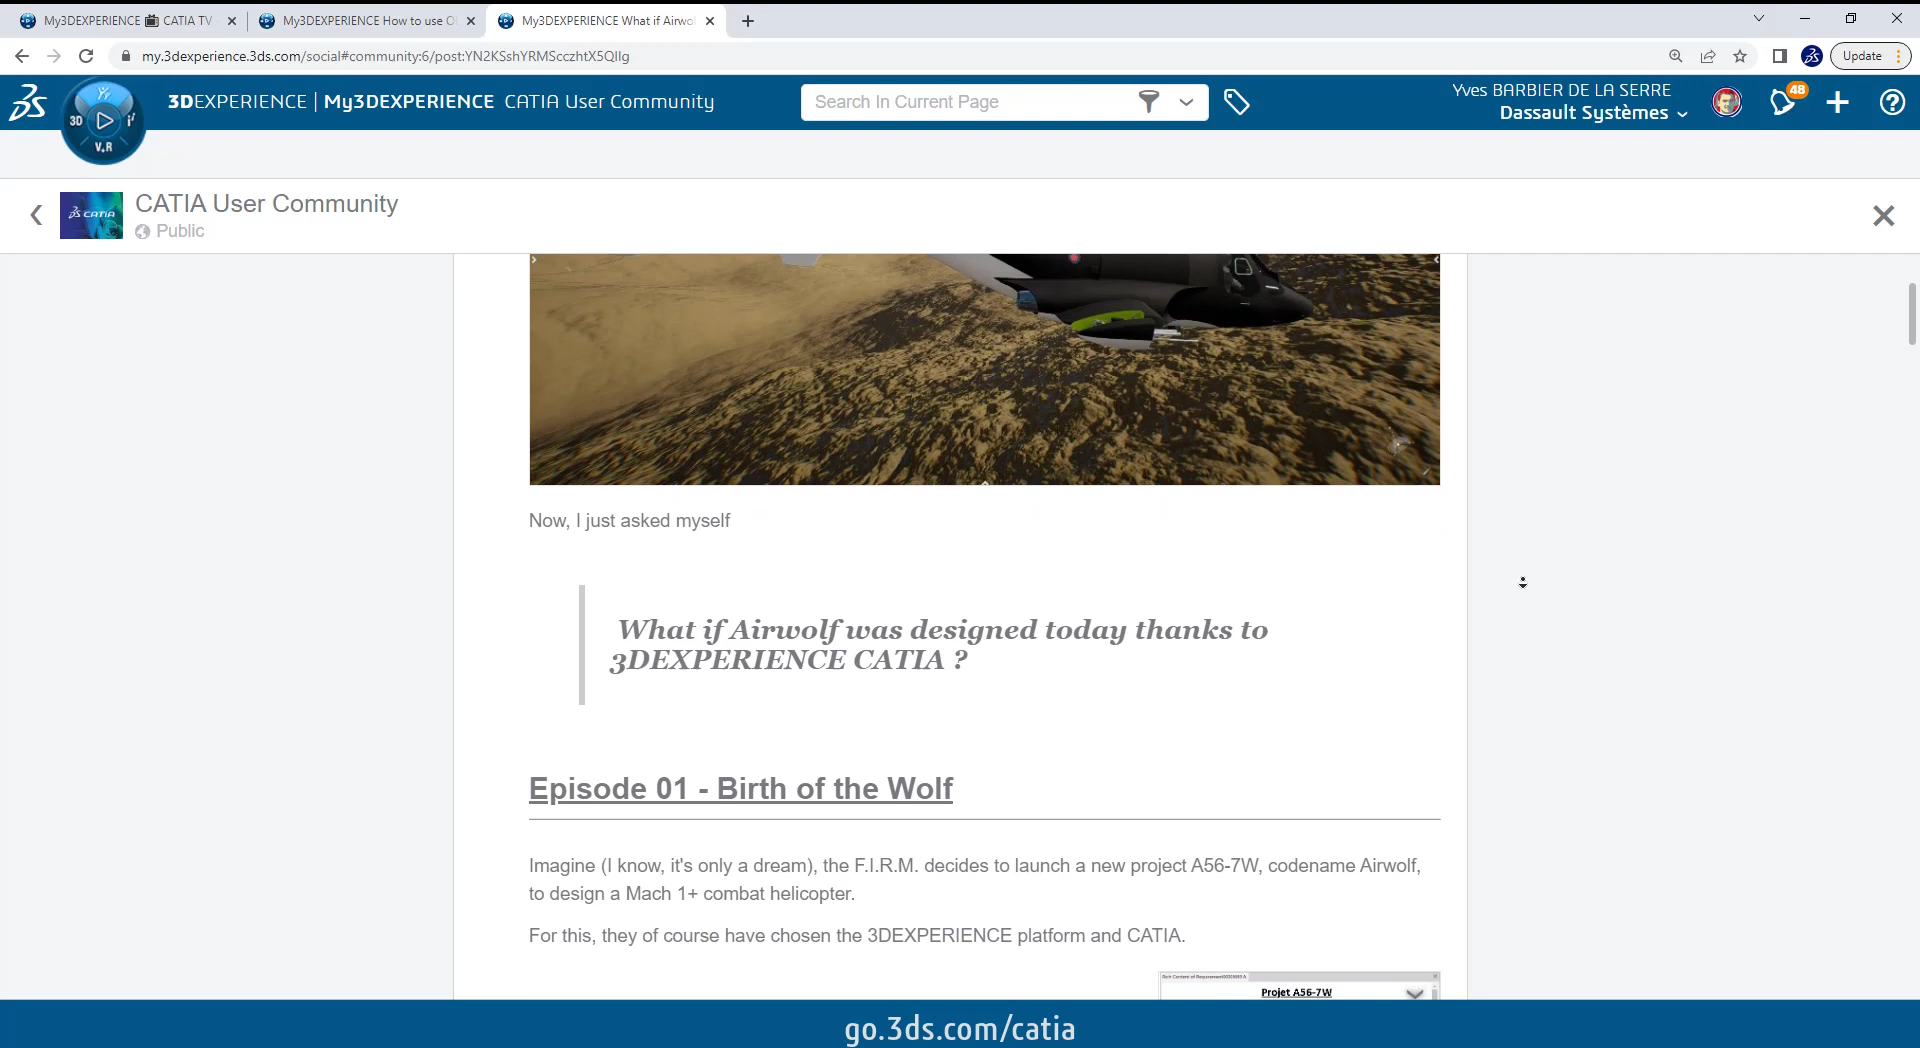 My3DEXPERIENCE CATIA TV
My3DEXPERIENCE How to use O
My3DEXPERIENCE What if Airwo
my.3dexperience.3ds.com/social#community:6/post:YN2KSshYRMScczhtX5QIlg
Update
3DEXPERIENCE | My3DEXPERIENCE CATIA User Community
Search In Current Page
Yves BARBIER DE LA SERRE
Dassault Systèmes
48
3D
V.R
CATIA
CATIA User Community
Public
Now, I just asked myself
What if Airwolf was designed today thanks to
3DEXPERIENCE CATIA ?
Episode 01 - Birth of the Wolf
Imagine (I know, it's only a dream), the F.I.R.M. decides to launch a new project A56-7W, codename Airwolf,
to design a Mach 1+ combat helicopter.
For this, they of course have chosen the 3DEXPERIENCE platform and CATIA.
Projet A56-7W
go.3ds.com/catia